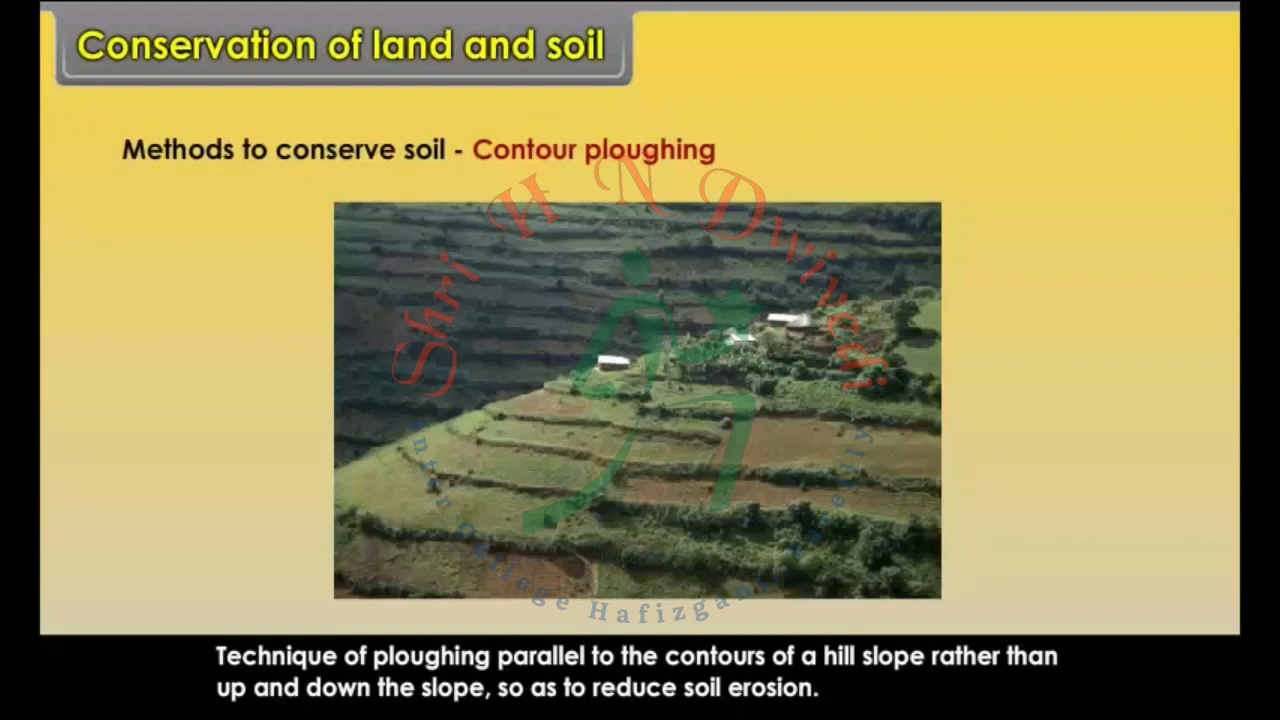 Conservation of land and soil
Methods to conserve soil - Contour ploughing
Shri H N Dwivedi
Inter College Hafizganj, Bareilly
Technique of ploughing parallel to the contours of a hill slope rather than
up and down the slope, so as to reduce soil erosion.